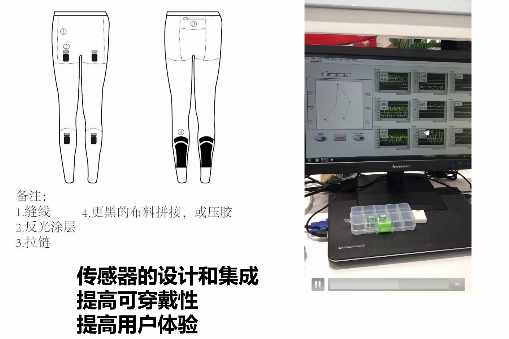 备注:
1.缝线
4.更黑的布料拼接，或压胶
2.反光涂层
3.拉链
传感器的设计和集成
提高可穿戴性
提高用户体验
lenovo